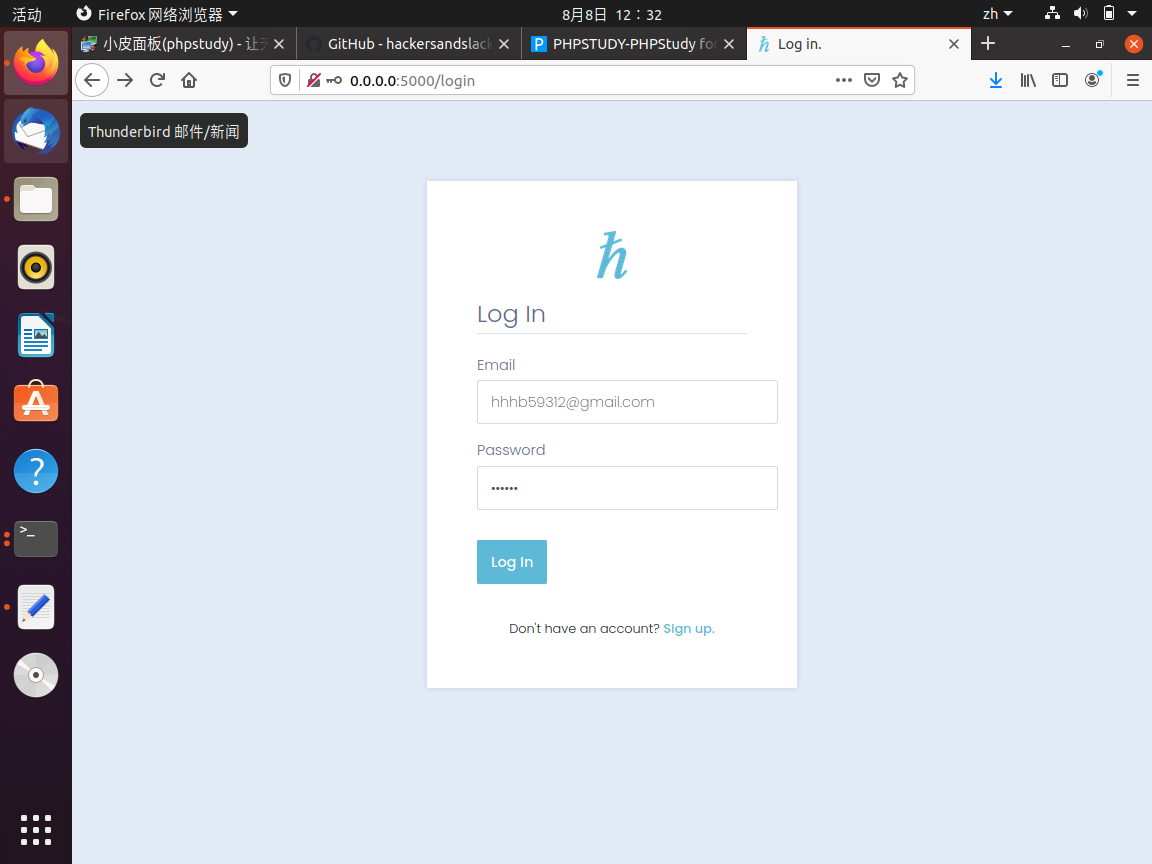 活动
Firefox 网络浏览器
8月8日 12：32
zh
小皮面板(phpstudy) - 让天
GitHub - hackersandslack
PHPSTUDY-PHPStudy for
Log in.
0.0.0.0:5000/login
Thunderbird 邮件/新闻
ħ
Log In
Email
hhhb59312@gmail.com
Password
••••••
Log In
Don't have an account? Sign up.